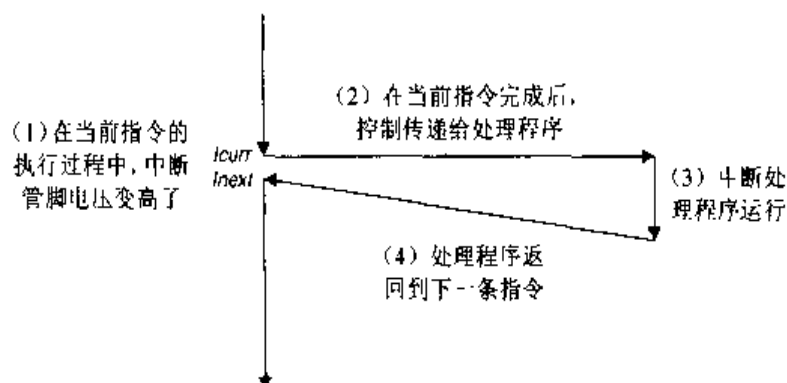 (1)在当前指令的
执行过程中,中断
管脚电压变高了
Icurr
Inext
(2)在当前指令完成后,
控制传递给处理程序
(3)中断处
理程序运行
(4)处理程序返
回到下一条指令